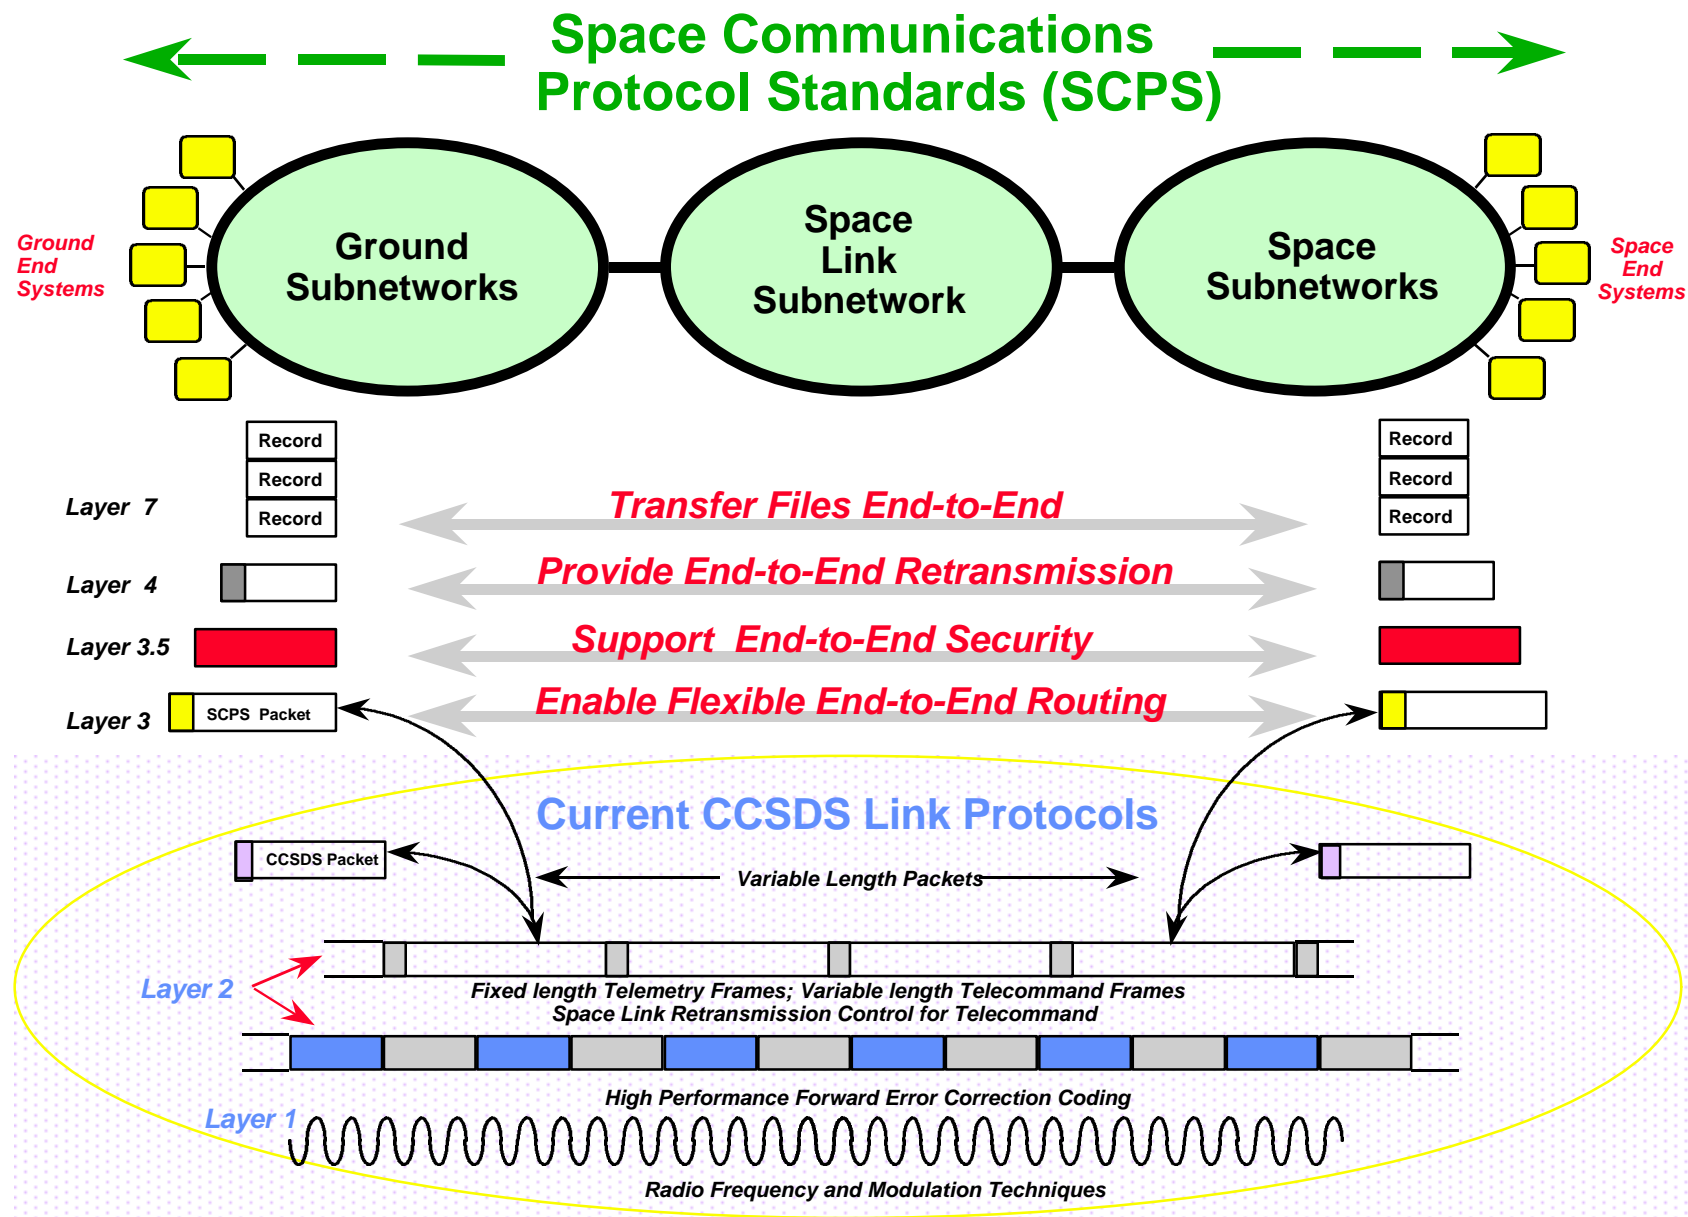 Space Communications
Protocol Standards (SCPS)
Ground
End
Systems
Ground
Subnetworks
Space
Link
Subnetwork
Space
Subnetworks
Space
End
Systems
Record
Record
Record
Record
Record
Record
Layer 7
Transfer Files End-to-End
Layer 4
Provide End-to-End Retransmission
Layer 3.5
Support End-to-End Security
Layer 3
SCPS Packet
Enable Flexible End-to-End Routing
Current CCSDS Link Protocols
CCSDS Packet
Variable Length Packets
Layer 2
Fixed length Telemetry Frames; Variable length Telecommand Frames
Space Link Retransmission Control for Telecommand
High Performance Forward Error Correction Coding
Layer 1
Radio Frequency and Modulation Techniques